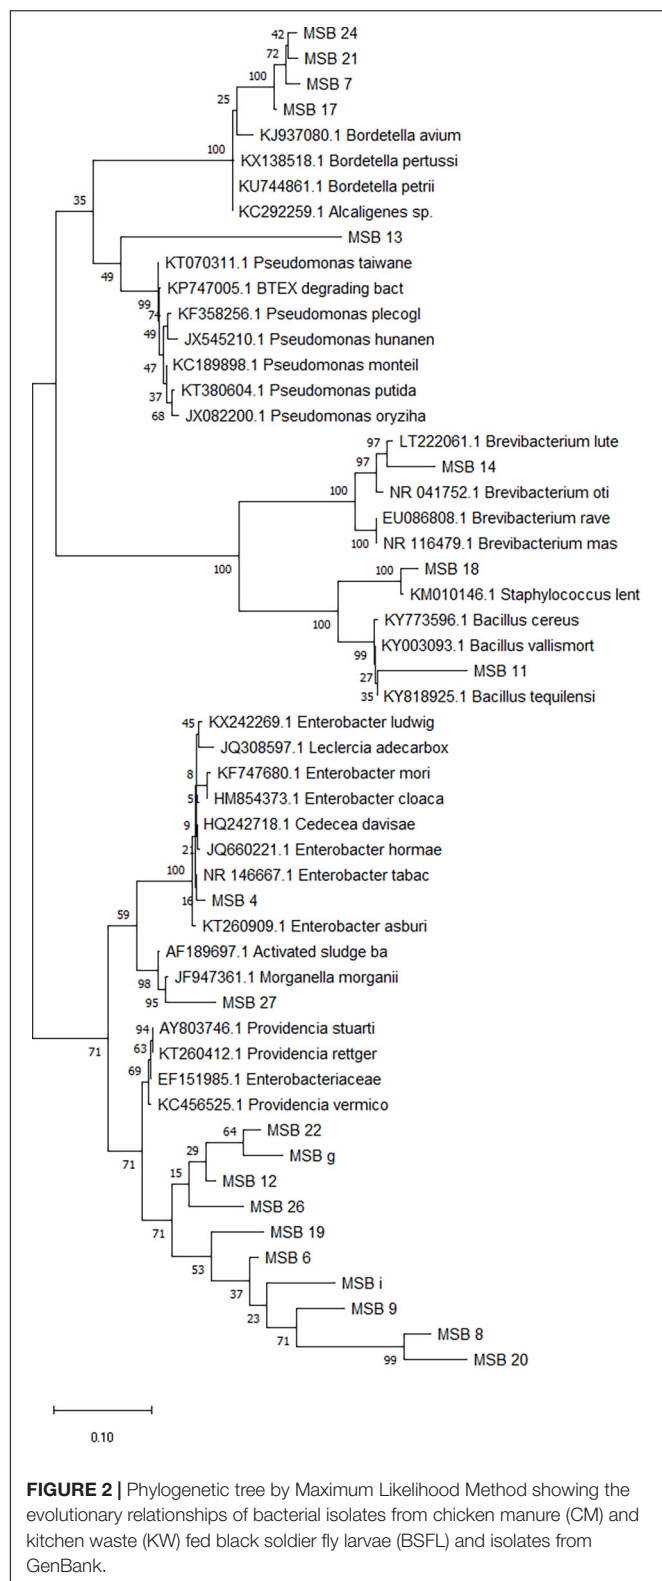 42
MSB 24
72
MSB 21
100
MSB 7
25
MSB 17
KJ937080.1 Bordetella avium
100
KX138518.1 Bordetella pertussi
KU744861.1 Bordetella petrii
35
KC292259.1 Alcaligenes sp.
MSB 13
49
KT070311.1 Pseudomonas taiwane
99
KP747005.1 BTEX degrading bact
74
KF358256.1 Pseudomonas plecogl
49
JX545210.1 Pseudomonas hunanen
47
KC189898.1 Pseudomonas monteil
37
KT380604.1 Pseudomonas putida
68
JX082200.1 Pseudomonas oryziha
97
LT222061.1 Brevibacterium lute
97
MSB 14
100
NR 041752.1 Brevibacterium oti
EU086808.1 Brevibacterium rave
100
NR 116479.1 Brevibacterium mas
100
100
MSB 18
KM010146.1 Staphylococcus lent
100
KY773596.1 Bacillus cereus
KY003093.1 Bacillus vallismort
99
MSB 11
27
35
KY818925.1 Bacillus tequilensi
45
KX242269.1 Enterobacter ludwig
JQ308597.1 Leclercia adecarbox
8
KF747680.1 Enterobacter mori
51
HM854373.1 Enterobacter cloaca
9
HQ242718.1 Cedecea davisae
21
JQ660221.1 Enterobacter hormae
100
NR 146667.1 Enterobacter tabac
16
MSB 4
59
KT260909.1 Enterobacter asburi
AF189697.1 Activated sludge ba
98
JF947361.1 Morganella morganii
95
MSB 27
94
AY803746.1 Providencia stuarti
71
63
KT260412.1 Providencia rettger
69
EF151985.1 Enterobacteriaceae
KC456525.1 Providencia vermico
64
MSB 22
29
MSB g
71
15
MSB 12
MSB 26
71
MSB 19
53
MSB 6
37
MSB i
23
MSB 9
71
MSB 8
99
MSB 20
0.10
FIGURE 2 | Phylogenetic tree by Maximum Likelihood Method showing the
evolutionary relationships of bacterial isolates from chicken manure (CM) and
kitchen waste (KW) fed black soldier fly larvae (BSFL) and isolates from
GenBank.